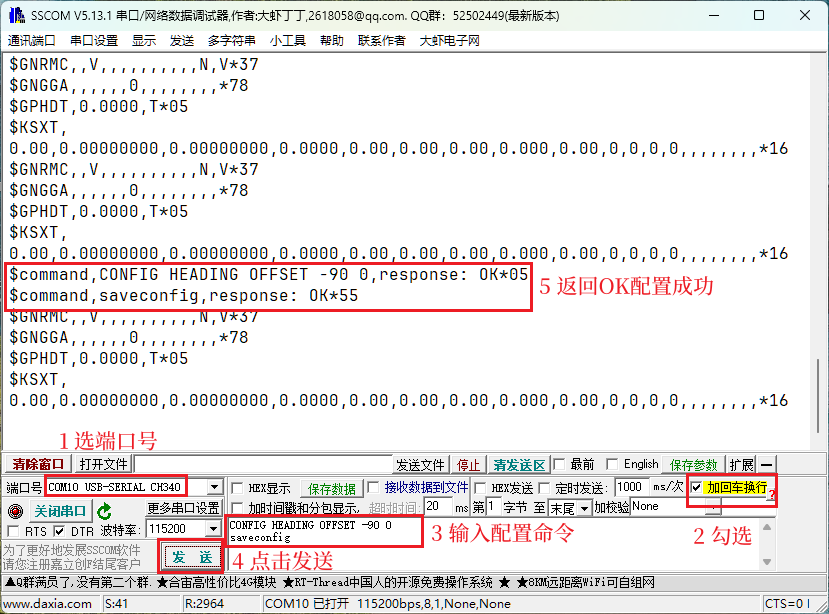 SSCOM V5.13.1 串口/网络数据调试器,作者:大虾丁丁,2618058@qq.com. QQ群：52502449(最新版本)
通讯端口 串口设置 显示 发送 多字符串 小工具 帮助 联系作者 大虾电子网
$GNRMC,,V,,,,,,,,,,N,V*37
$GNGGA,,,,,,0,,,,,,,,*78
$GPHDT,0.0000,T*05
$KSXT,
0.00,0.00000000,0.00000000,0.0000,0.00,0.00,0.00,0.000,0.00,0,0,0,0,,,,,,,,*16
$GNRMC,,V,,,,,,,,,,N,V*37
$GNGGA,,,,,,0,,,,,,,,*78
$GPHDT,0.0000,T*05
$KSXT,
0.00,0.00000000,0.00000000,0.0000,0.00,0.00,0.00,0.000,0.00,0,0,0,0,,,,,,,,*16
$command,CONFIG HEADING OFFSET -90 0,response: OK*05
$command,saveconfig,response: OK*55
5 返回OK配置成功
$GNRMC,,V,,,,,,,,,,N,V*37
$GNGGA,,,,,,0,,,,,,,,*78
$GPHDT,0.0000,T*05
$KSXT,
0.00,0.00000000,0.00000000,0.0000,0.00,0.00,0.00,0.000,0.00,0,0,0,0,,,,,,,,*16
1 选端口号
清除窗口 打开文件 发送文件 停止 清发送区 最前 English 保存参数 扩展 —
端口号 COM10 USB-SERIAL CH340 HEX显示 保存数据 接收数据到文件 HEX发送 定时发送: 1000 ms/次 加回车换行
关闭串口 更多串口设置 加时间戳和分包显示, 超时时间: 20 ms 第 1 字节 至 末尾 加校验 None
RTS DTR 波特率: 115200
CONFIG HEADING OFFSET -90 0
saveconfig
3 输入配置命令
2 勾选
为了更好地发展SSCOM软件
请您注册嘉立创F结尾客户
发 送
4 点击发送
▲Q群满员了,没有第二个群. ★合宙高性价比4G模块 ★RT-Thread中国人的开源免费操作系统 ★ ★8KM远距离WiFi可自组网
www.daxia.com S:41 R:2964 COM10 已打开 115200bps,8,1,None,None CTS=0